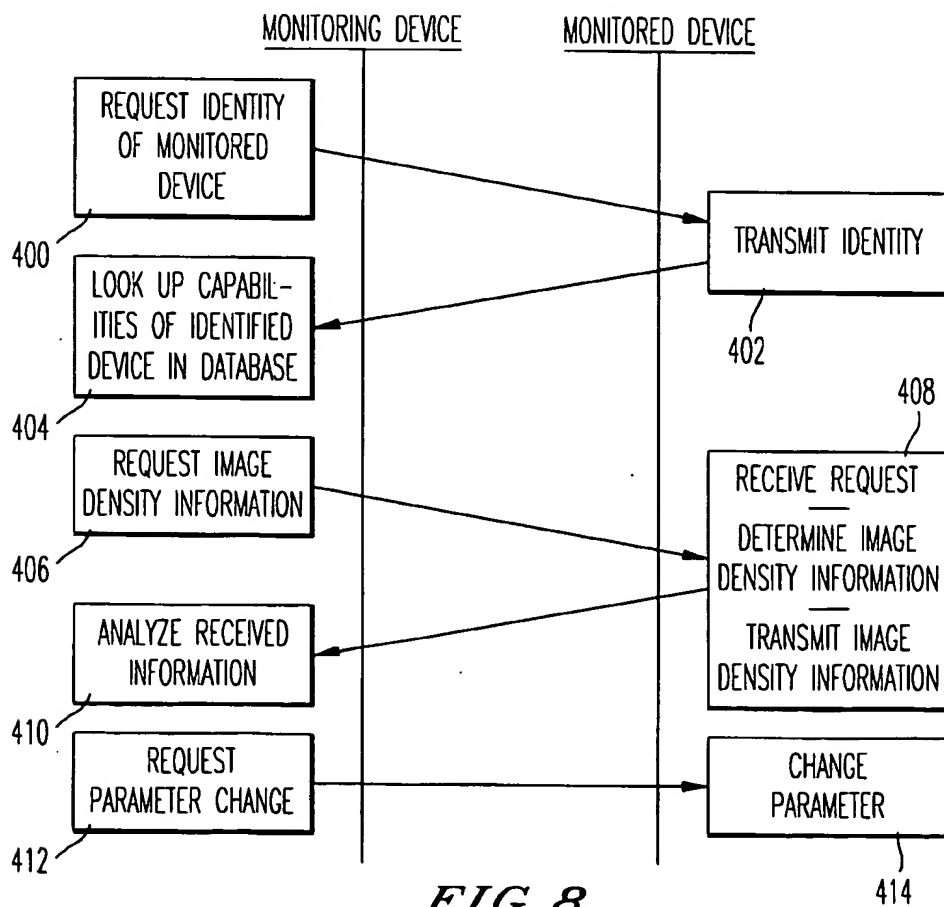 MONITORING DEVICE
MONITORED DEVICE
REQUEST IDENTITY
OF MONITORED
DEVICE
400
TRANSMIT IDENTITY
402
LOOK UP CAPABIL-
ITIES OF IDENTIFIED
DEVICE IN DATABASE
404
REQUEST IMAGE
DENSITY INFORMATION
406
408
RECEIVE REQUEST
DETERMINE IMAGE
DENSITY INFORMATION
TRANSMIT IMAGE
DENSITY INFORMATION
ANALYZE RECEIVED
INFORMATION
410
REQUEST
PARAMETER CHANGE
412
CHANGE
PARAMETER
414
FIG. 8